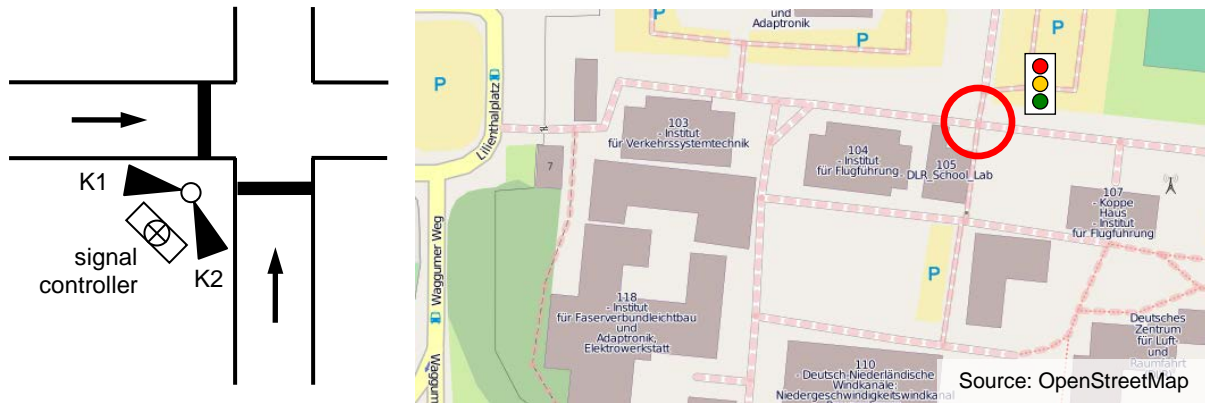 K1
signal
controller
K2
P
und
Adaptronik
P
P
P
Lilienthalplatz
103
- Institut
für Verkehrssystemtechnik
7
104
- Institut
für Flugführung
105
- DLR_School_Lab
107
- Köppe
Haus
- Institut
für Flugführung
Waggumer Weg
P
118
- Institut
für Faserverbundleichtbau
und
Adaptronik,
Elektrowerkstatt
Deutsches
Zentrum
für Luft-
und
Raumfahrt
110
- Deutsch-Niederländische
Windkanäle:
Niedergeschwindigkeitswindkanal
Source: OpenStreetMap